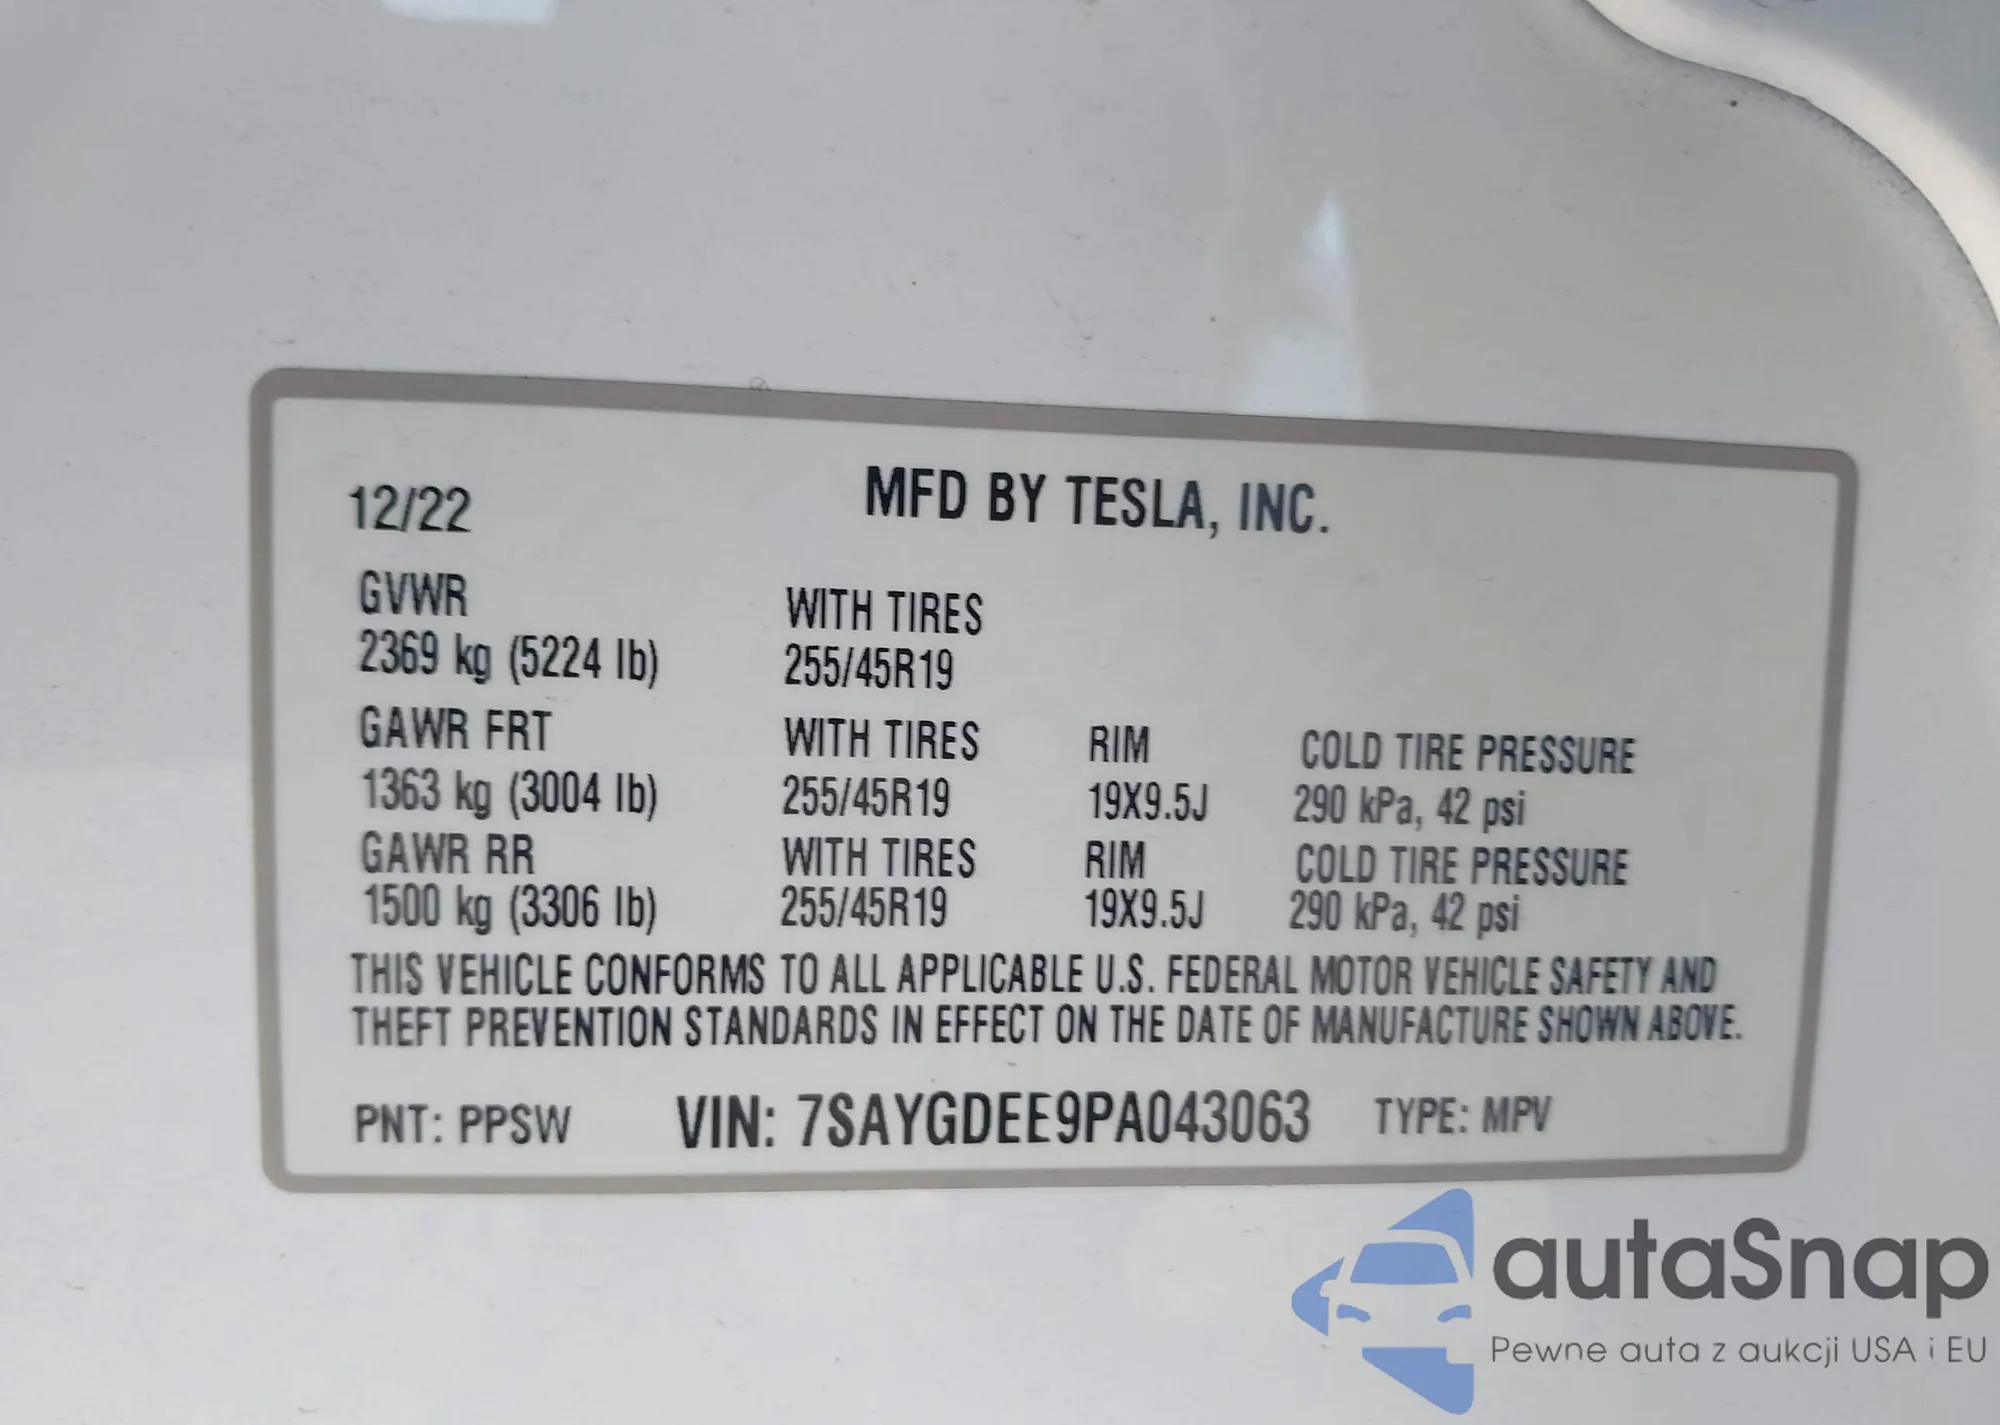 12/22 MFD BY TESLA, INC.
GVWR WITH TIRES
2369 kg (5224 lb) 255/45R19
GAWR FRT WITH TIRES RIM COLD TIRE PRESSURE
1363 kg (3004 lb) 255/45R19 19X9.5J 290 kPa, 42 psi
GAWR RR WITH TIRES RIM COLD TIRE PRESSURE
1500 kg (3306 lb) 255/45R19 19X9.5J 290 kPa, 42 psi
THIS VEHICLE CONFORMS TO ALL APPLICABLE U.S. FEDERAL MOTOR VEHICLE SAFETY AND
THEFT PREVENTION STANDARDS IN EFFECT ON THE DATE OF MANUFACTURE SHOWN ABOVE.
PNT: PPSW VIN: 7SAYGDEE9PA043063 TYPE: MPV
autaSnap
Pewne auta z aukcji USA i EU